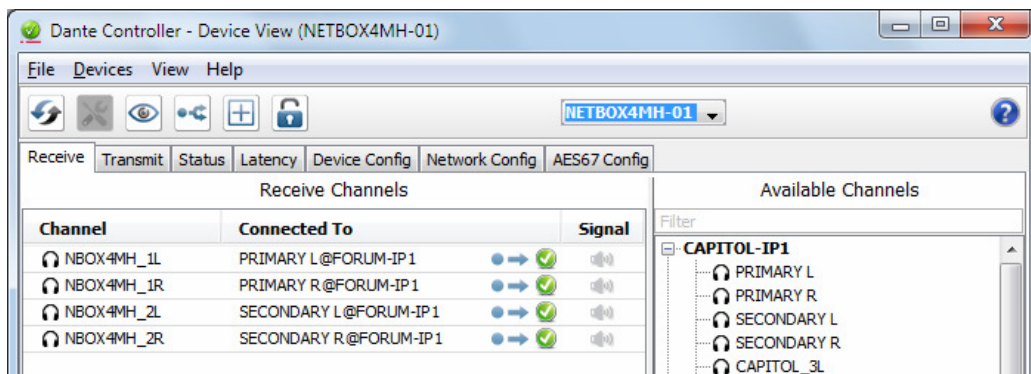 Dante Controller - Device View (NETBOX4MH-01)
File Devices View Help
NETBOX4MH-01
?
Receive Transmit Status Latency Device Config Network Config AES67 Config
Receive Channels
Channel Connected To Signal
NBOX4MH_1L PRIMARY L@FORUM-IP1
NBOX4MH_1R PRIMARY R@FORUM-IP1
NBOX4MH_2L SECONDARY L@FORUM-IP1
NBOX4MH_2R SECONDARY R@FORUM-IP1
Available Channels
Filter
CAPITOL-IP1
PRIMARY L
PRIMARY R
SECONDARY L
SECONDARY R
CAPITOL_3L